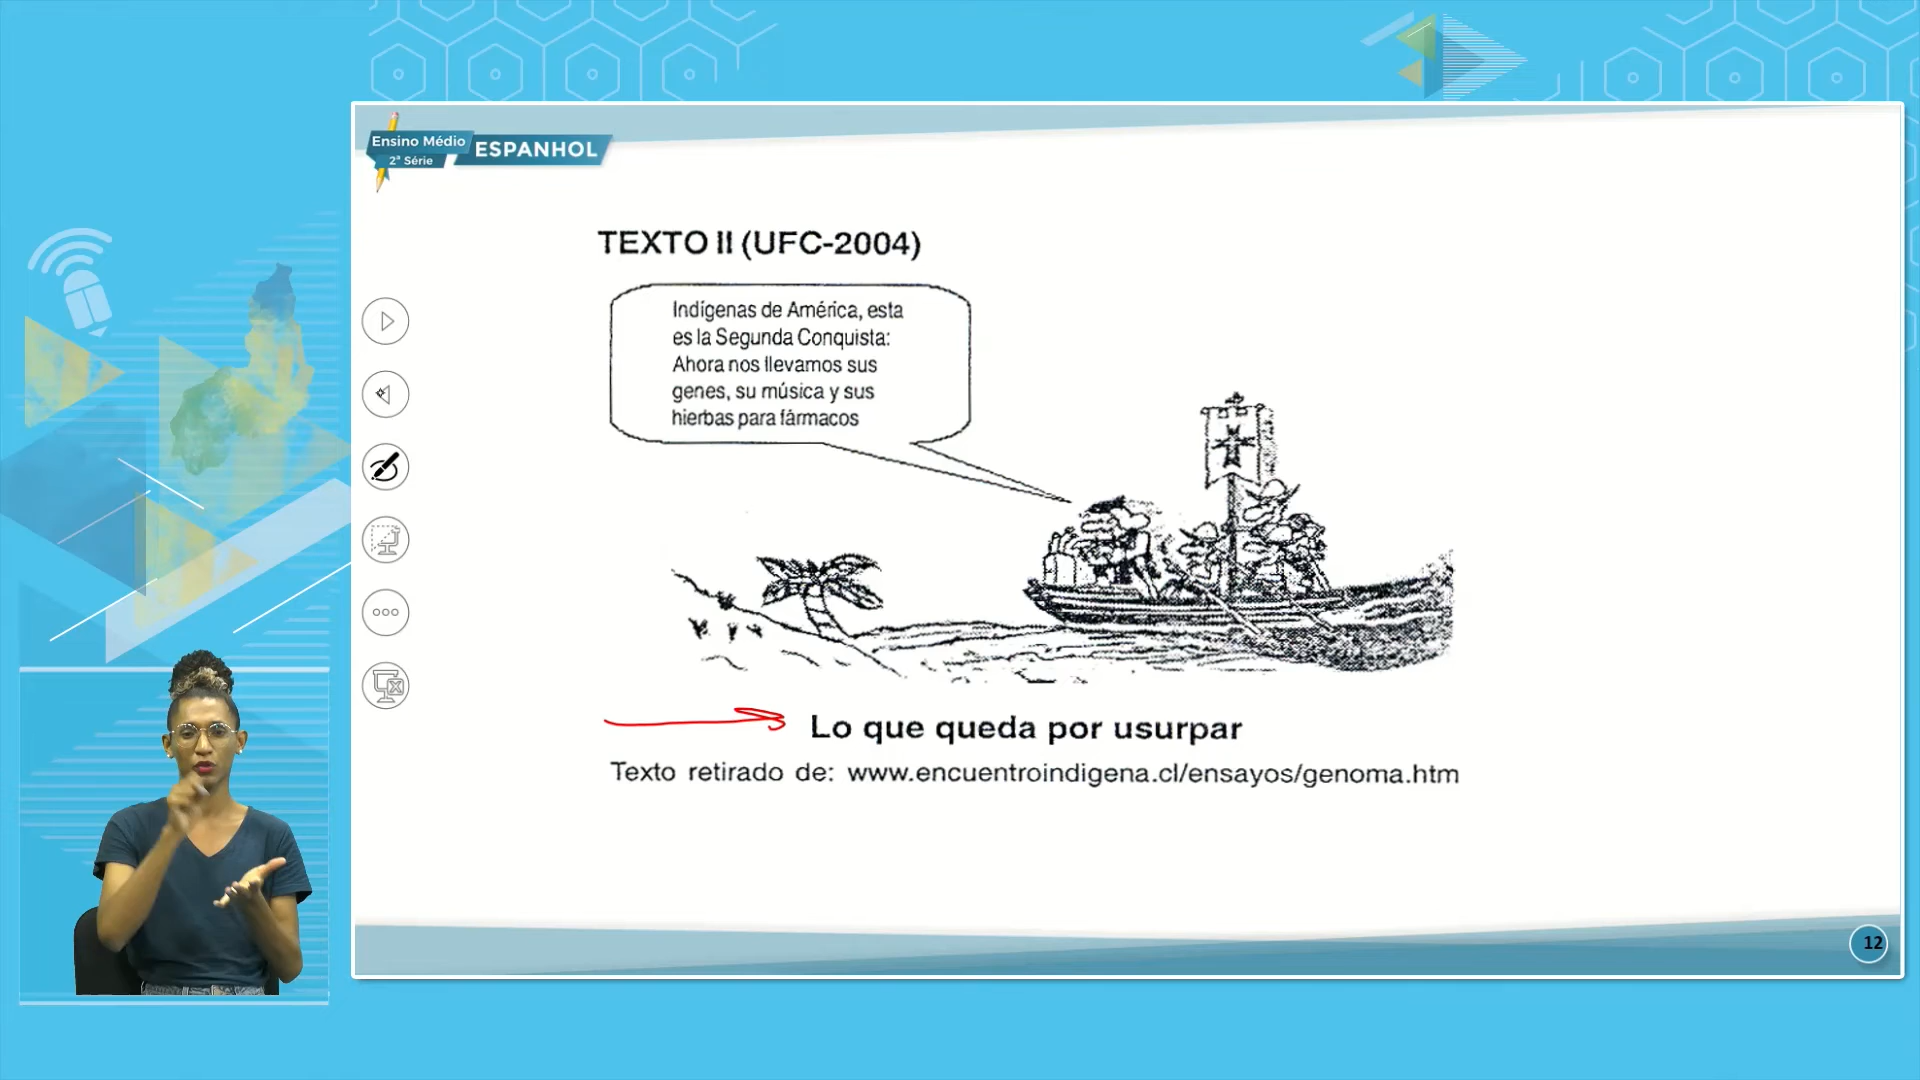 Ensino Médio
2ª Série
ESPANHOL
TEXTO II (UFC-2004)
Indígenas de América, esta
es la Segunda Conquista:
Ahora nos llevamos sus
genes, su música y sus
hierbas para fármacos
Lo que queda por usurpar
Texto retirado de: www.encuentroindigena.cl/ensayos/genoma.htm
12